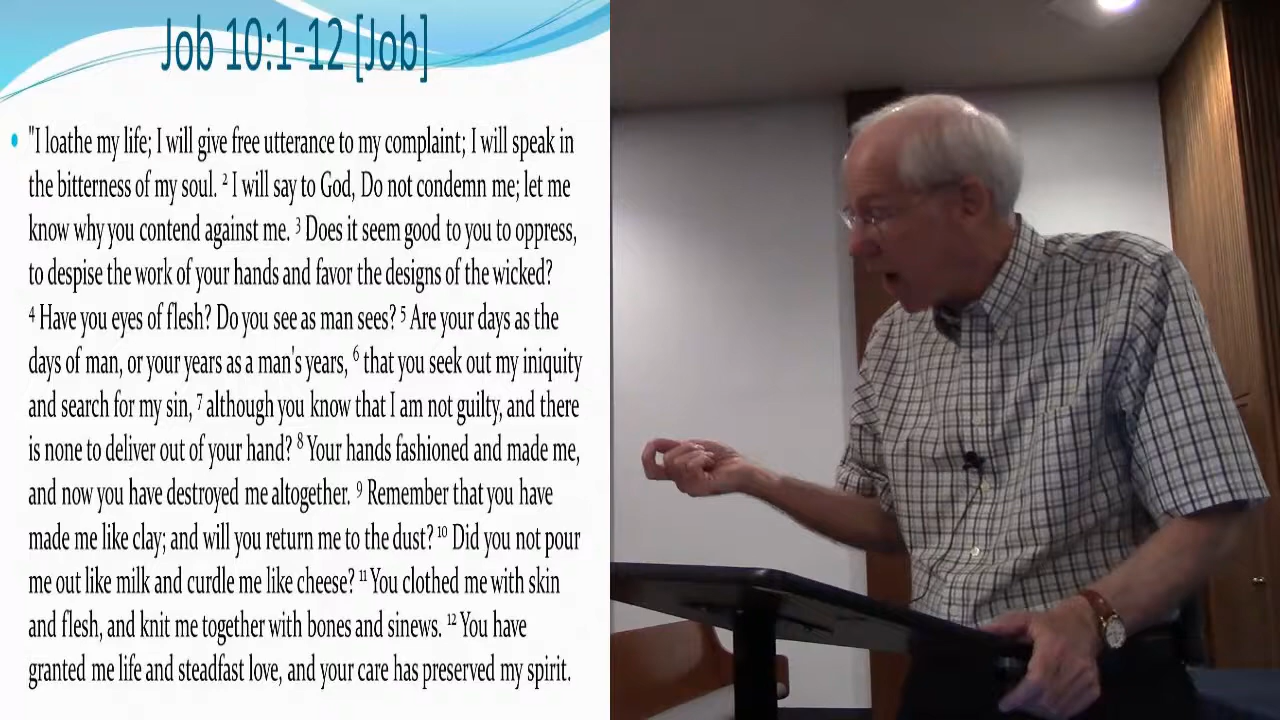 Job 10:1-12 [Job]
"I loathe my life; I will give free utterance to my complaint; I will speak in
the bitterness of my soul. 2 I will say to God, Do not condemn me; let me
know why you contend against me. 3 Does it seem good to you to oppress,
to despise the work of your hands and favor the designs of the wicked?
4 Have you eyes of flesh? Do you see as man sees? 5 Are your days as the
days of man, or your years as a man's years, 6 that you seek out my iniquity
and search for my sin, 7 although you know that I am not guilty, and there
is none to deliver out of your hand? 8 Your hands fashioned and made me,
and now you have destroyed me altogether. 9 Remember that you have
made me like clay; and will you return me to the dust? 10 Did you not pour
me out like milk and curdle me like cheese? 11 You clothed me with skin
and flesh, and knit me together with bones and sinews. 12 You have
granted me life and steadfast love, and your care has preserved my spirit.